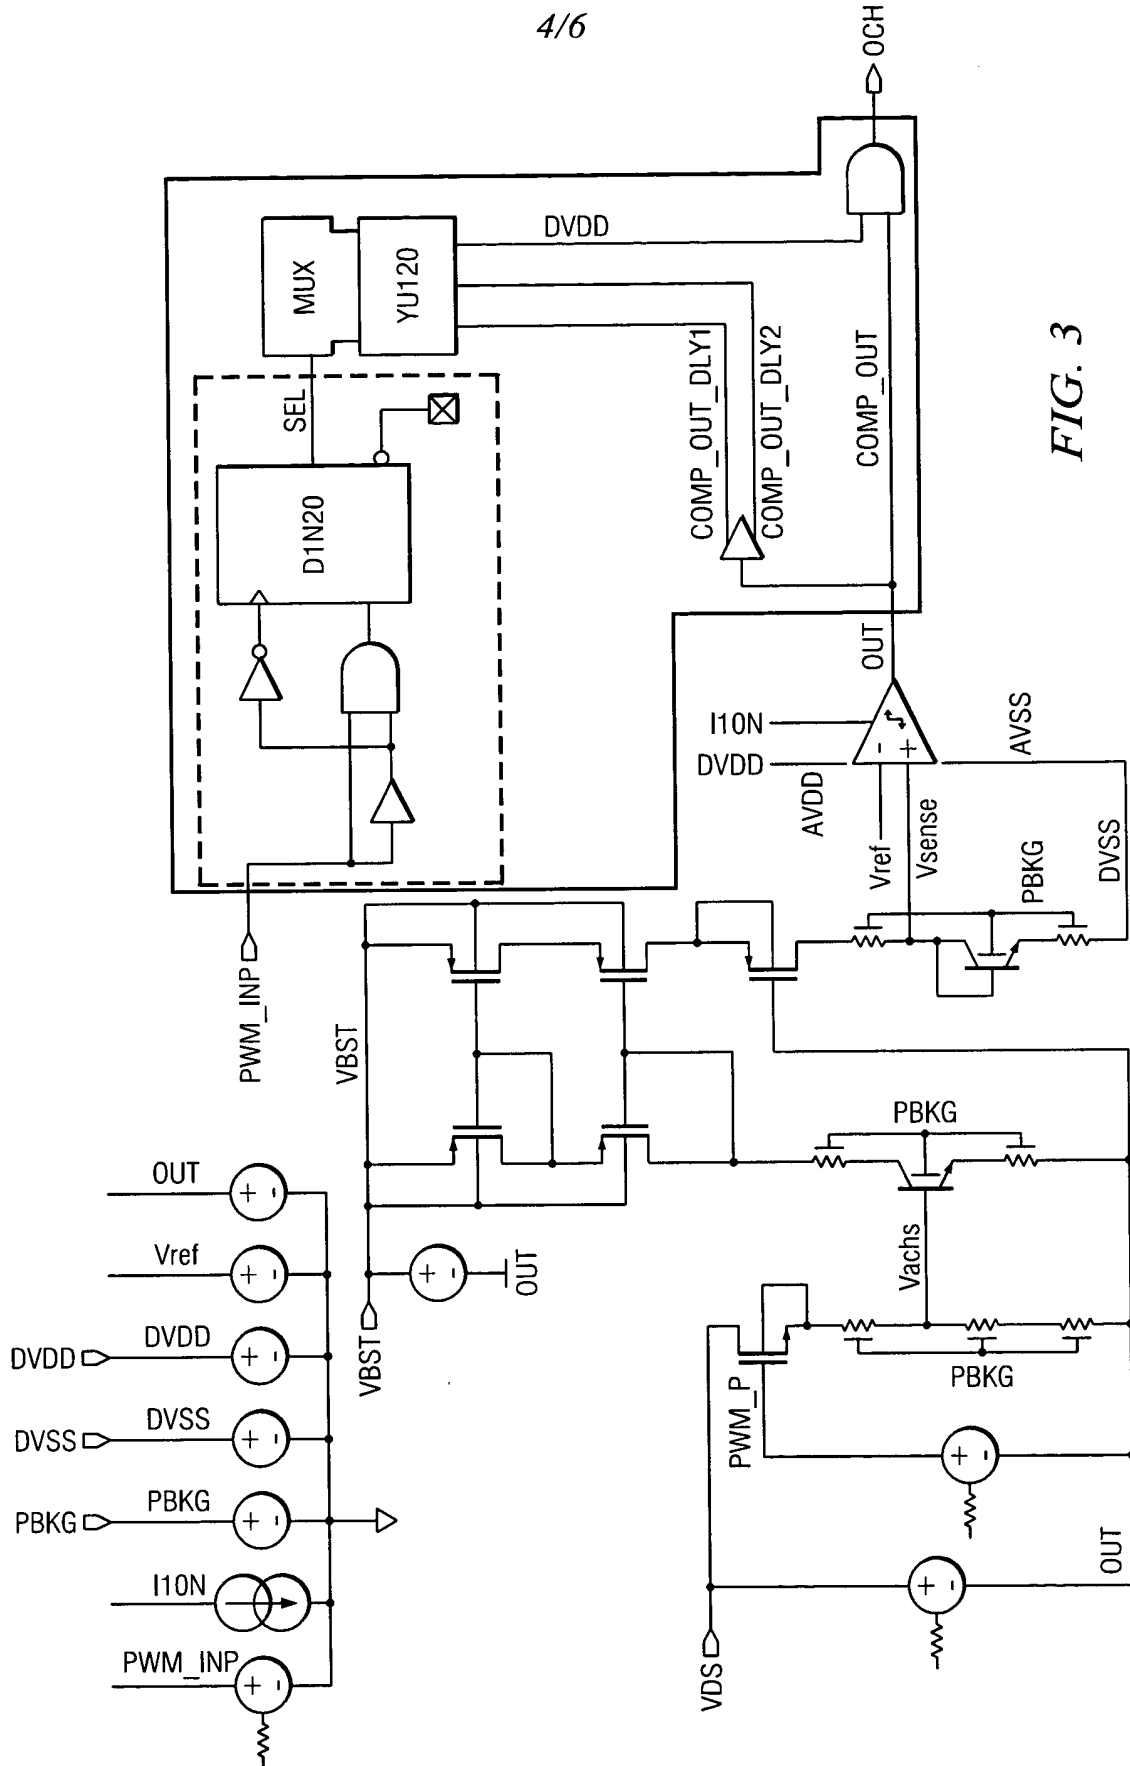 4/6
OCH
MUX
YU120
DVDD
SEL
D1N20
COMP_OUT_DLY1
COMP_OUT_DLY2
COMP_OUT
FIG. 3
OUT
I10N
DVDD
AVDD
AVSS
Vref
Vsense
-
+
PBKG
DVSS
PWM_INP
VBST
OUT
+ -
Vref
+ -
DVDD
DVDD
+ -
DVSS
DVSS
+ -
PBKG
PBKG
+ -
I10N
PWM_INP
+ -
VBST
+ -
OUT
PBKG
Vachs
PBKG
PWM_P
+ -
VDS
+ -
OUT